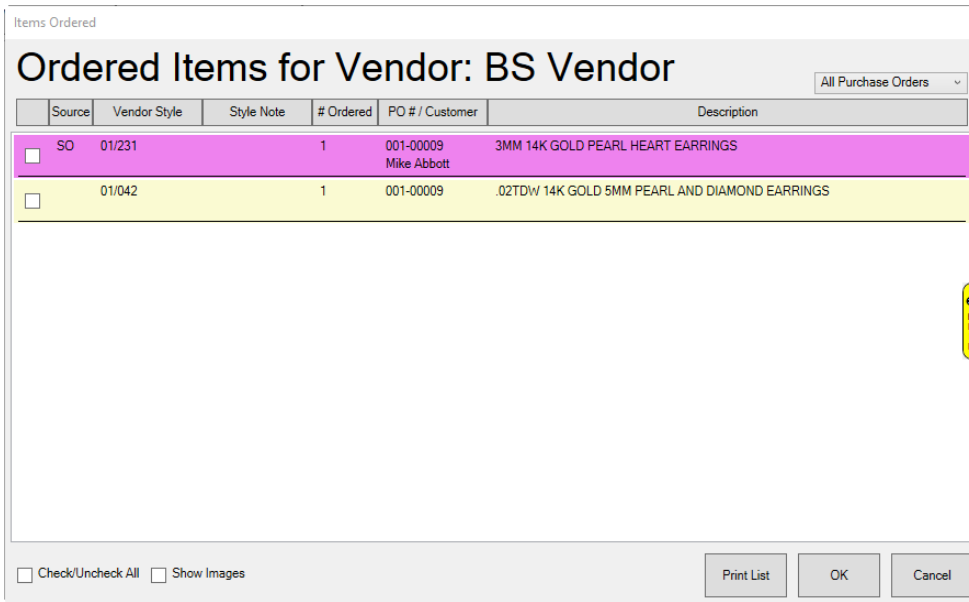 Items Ordered
Ordered Items for Vendor: BS Vendor
All Purchase Orders
Source Vendor Style Style Note # Ordered PO # / Customer Description
SO 01/231 1 001-00009 3MM 14K GOLD PEARL HEART EARRINGS
Mike Abbott
01/042 1 001-00009 .02TDW 14K GOLD 5MM PEARL AND DIAMOND EARRINGS
Check/Uncheck All Show Images Print List OK Cancel